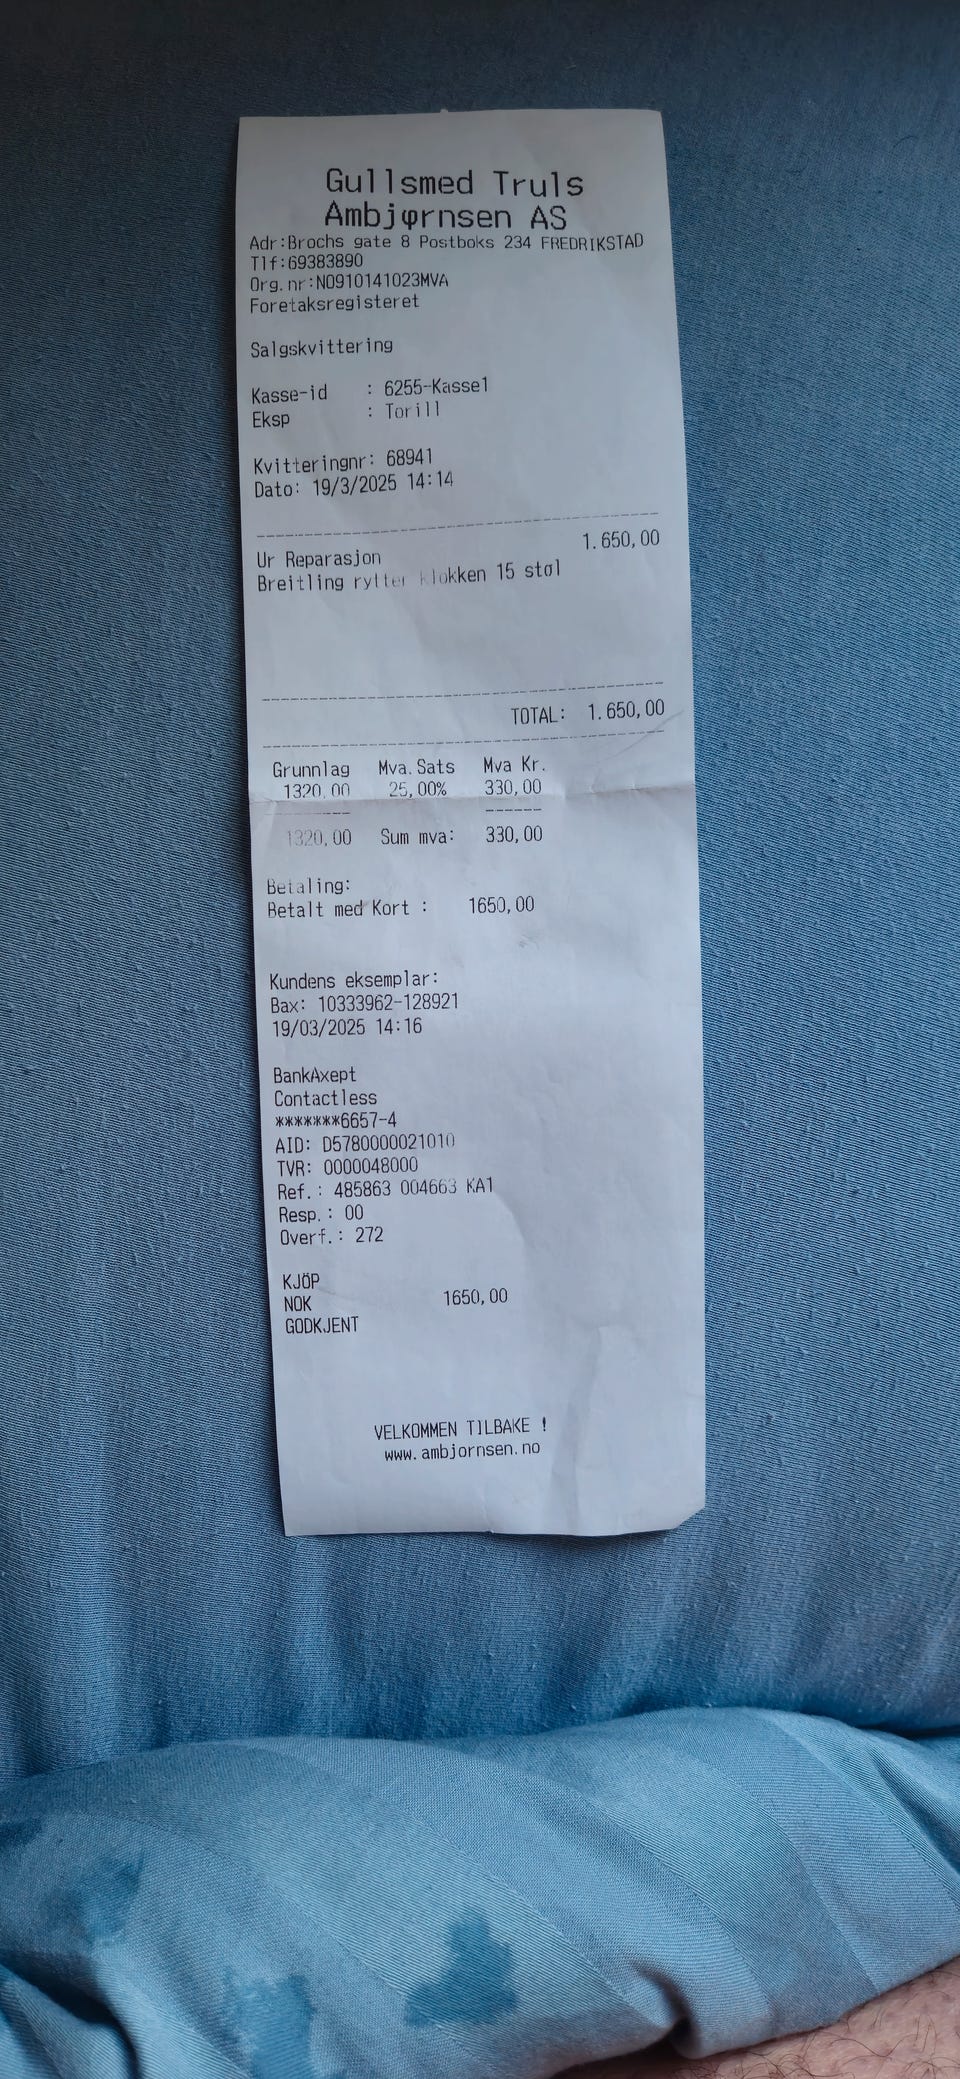 Gullsmed Truls
Ambjørnsen AS
Adr:Brochs gate 8 Postboks 234 FREDRIKSTAD
Tlf:69383890
Org.nr:NO910141023MVA
Foretaksregisteret
Salgskvittering
Kasse-id : 6255-Kasse1
Eksp : Torill
Kvitteringnr: 68941
Dato: 19/3/2025 14:14
Ur Reparasjon 1.650,00
Breitling rytter klokken 15 støl
TOTAL: 1.650,00
Grunnlag Mva.Sats Mva Kr.
1320,00 25,00% 330,00
1320,00 Sum mva: 330,00
Betaling:
Betalt med Kort : 1650,00
Kundens eksemplar:
Bax: 10333962-128921
19/03/2025 14:16
BankAxept
Contactless
*******6657-4
AID: D5780000021010
TVR: 0000048000
Ref.: 485863 004663 KA1
Resp.: 00
Overf.: 272
KJÖP
NOK 1650,00
GODKJENT
VELKOMMEN TILBAKE !
www.ambjornsen.no